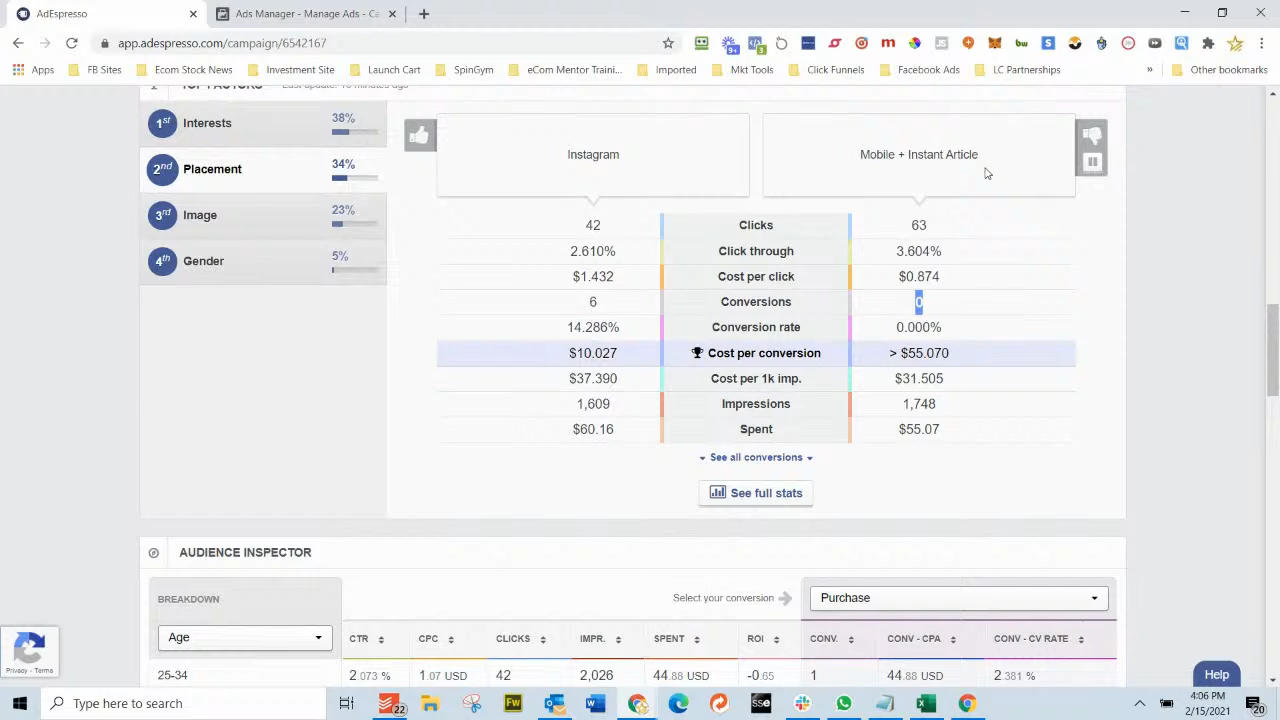 AdEspresso
Ads Manager - Manage Ads - Ca
app.adespresso.com/campaign/6542167
Apps
FB Sites
Ecom Stock News
Investment Site
Launch Cart
SpinGym
eCom Mentor Traini...
Imported
Mkt Tools
Click Funnels
Facebook Ads
LC Partnerships
Other bookmarks
1st Interests 38%
2nd Placement 34%
3rd Image 23%
4th Gender 5%
Instagram
Mobile + Instant Article
42 Clicks 63
2.610% Click through 3.604%
$1.432 Cost per click $0.874
6 Conversions 0
14.286% Conversion rate 0.000%
$10.027 Cost per conversion > $55.070
$37.390 Cost per 1k imp. $31.505
1,609 Impressions 1,748
$60.16 Spent $55.07
See all conversions
See full stats
AUDIENCE INSPECTOR
BREAKDOWN
Select your conversion
Purchase
Age
CTR CPC CLICKS IMPR. SPENT ROI CONV. CONV - CPA CONV - CV RATE
25-34 2.073 % 1.07 USD 42 2,026 44.88 USD -0.65 1 44.88 USD 2.381 %
Privacy - Terms
Help
Type here to search
22
4:06 PM
2/15/2021
20